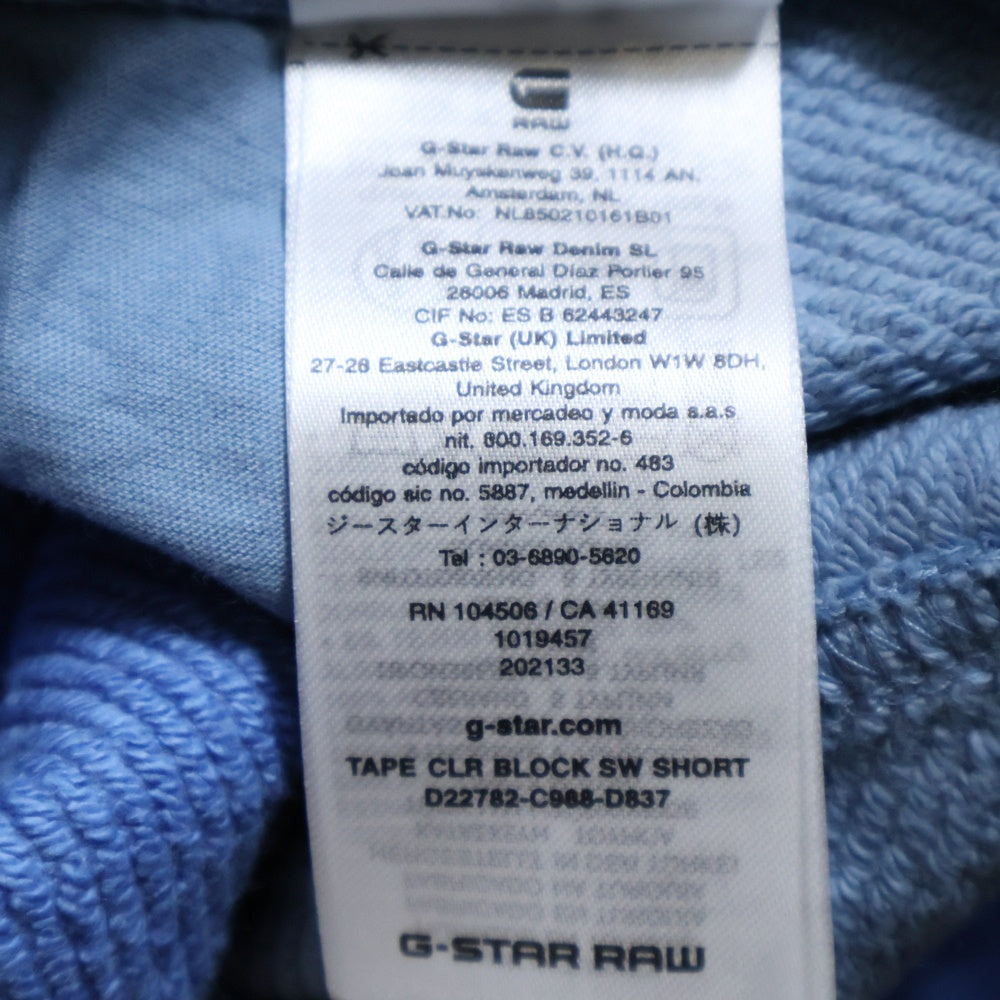 G
RAW
G-Star Raw C.V. (H.Q.)
Joan Muyskenweg 39, 1114 AN.
Amsterdam, NL
VAT.No: NL850210161B01
G-Star Raw Denim SL
Calle de General Díaz Porlier 95
28006 Madrid, ES
CIF No: ES B 62443247
G-Star (UK) Limited
27-28 Eastcastle Street, London W1W 8DH,
United Kingdom
Importado por mercadeo y moda s.a.s
nit. 800.169.352-6
código importador no. 483
código sic no. 5887, medellin - Colombia
ジースターインターナショナル (株)
Tel : 03-6890-5620
RN 104506 / CA 41169
1019457
202133
g-star.com
TAPE CLR BLOCK SW SHORT
D22782-C988-D837
G-STAR RAW